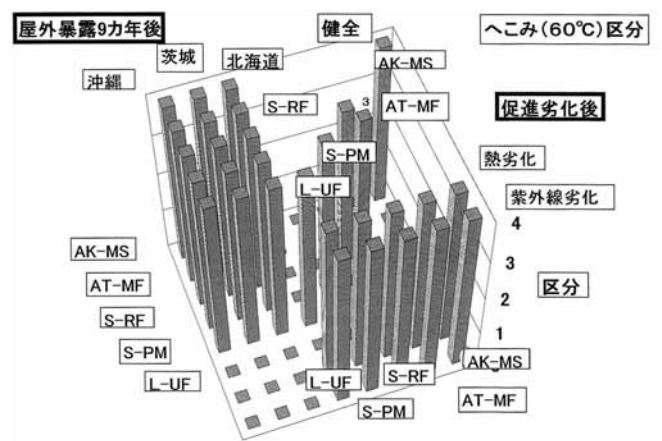 屋外暴露9カ年後
健全
へこみ(60℃)区分
茨城
北海道
沖縄
AK-MS
S-RF
3
AT-MF
促進劣化後
S-PM
熱劣化
L-UF
紫外線劣化
4
AK-MS
3
AT-MF
区分
2
S-RF
1
S-PM
AK-MS
L-UF
L-UF
S-RF
S-PM
AT-MF